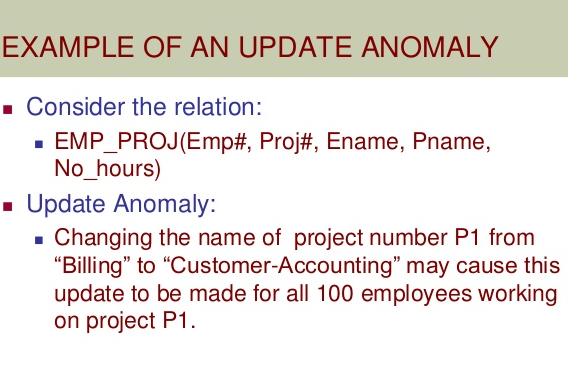 EXAMPLE OF AN UPDATE ANOMALY
Consider the relation:
EMP_PROJ(Emp#, Proj#, Ename, Pname,
No_hours)
Update Anomaly:
Changing the name of project number P1 from
“Billing” to “Customer-Accounting” may cause this
update to be made for all 100 employees working
on project P1.